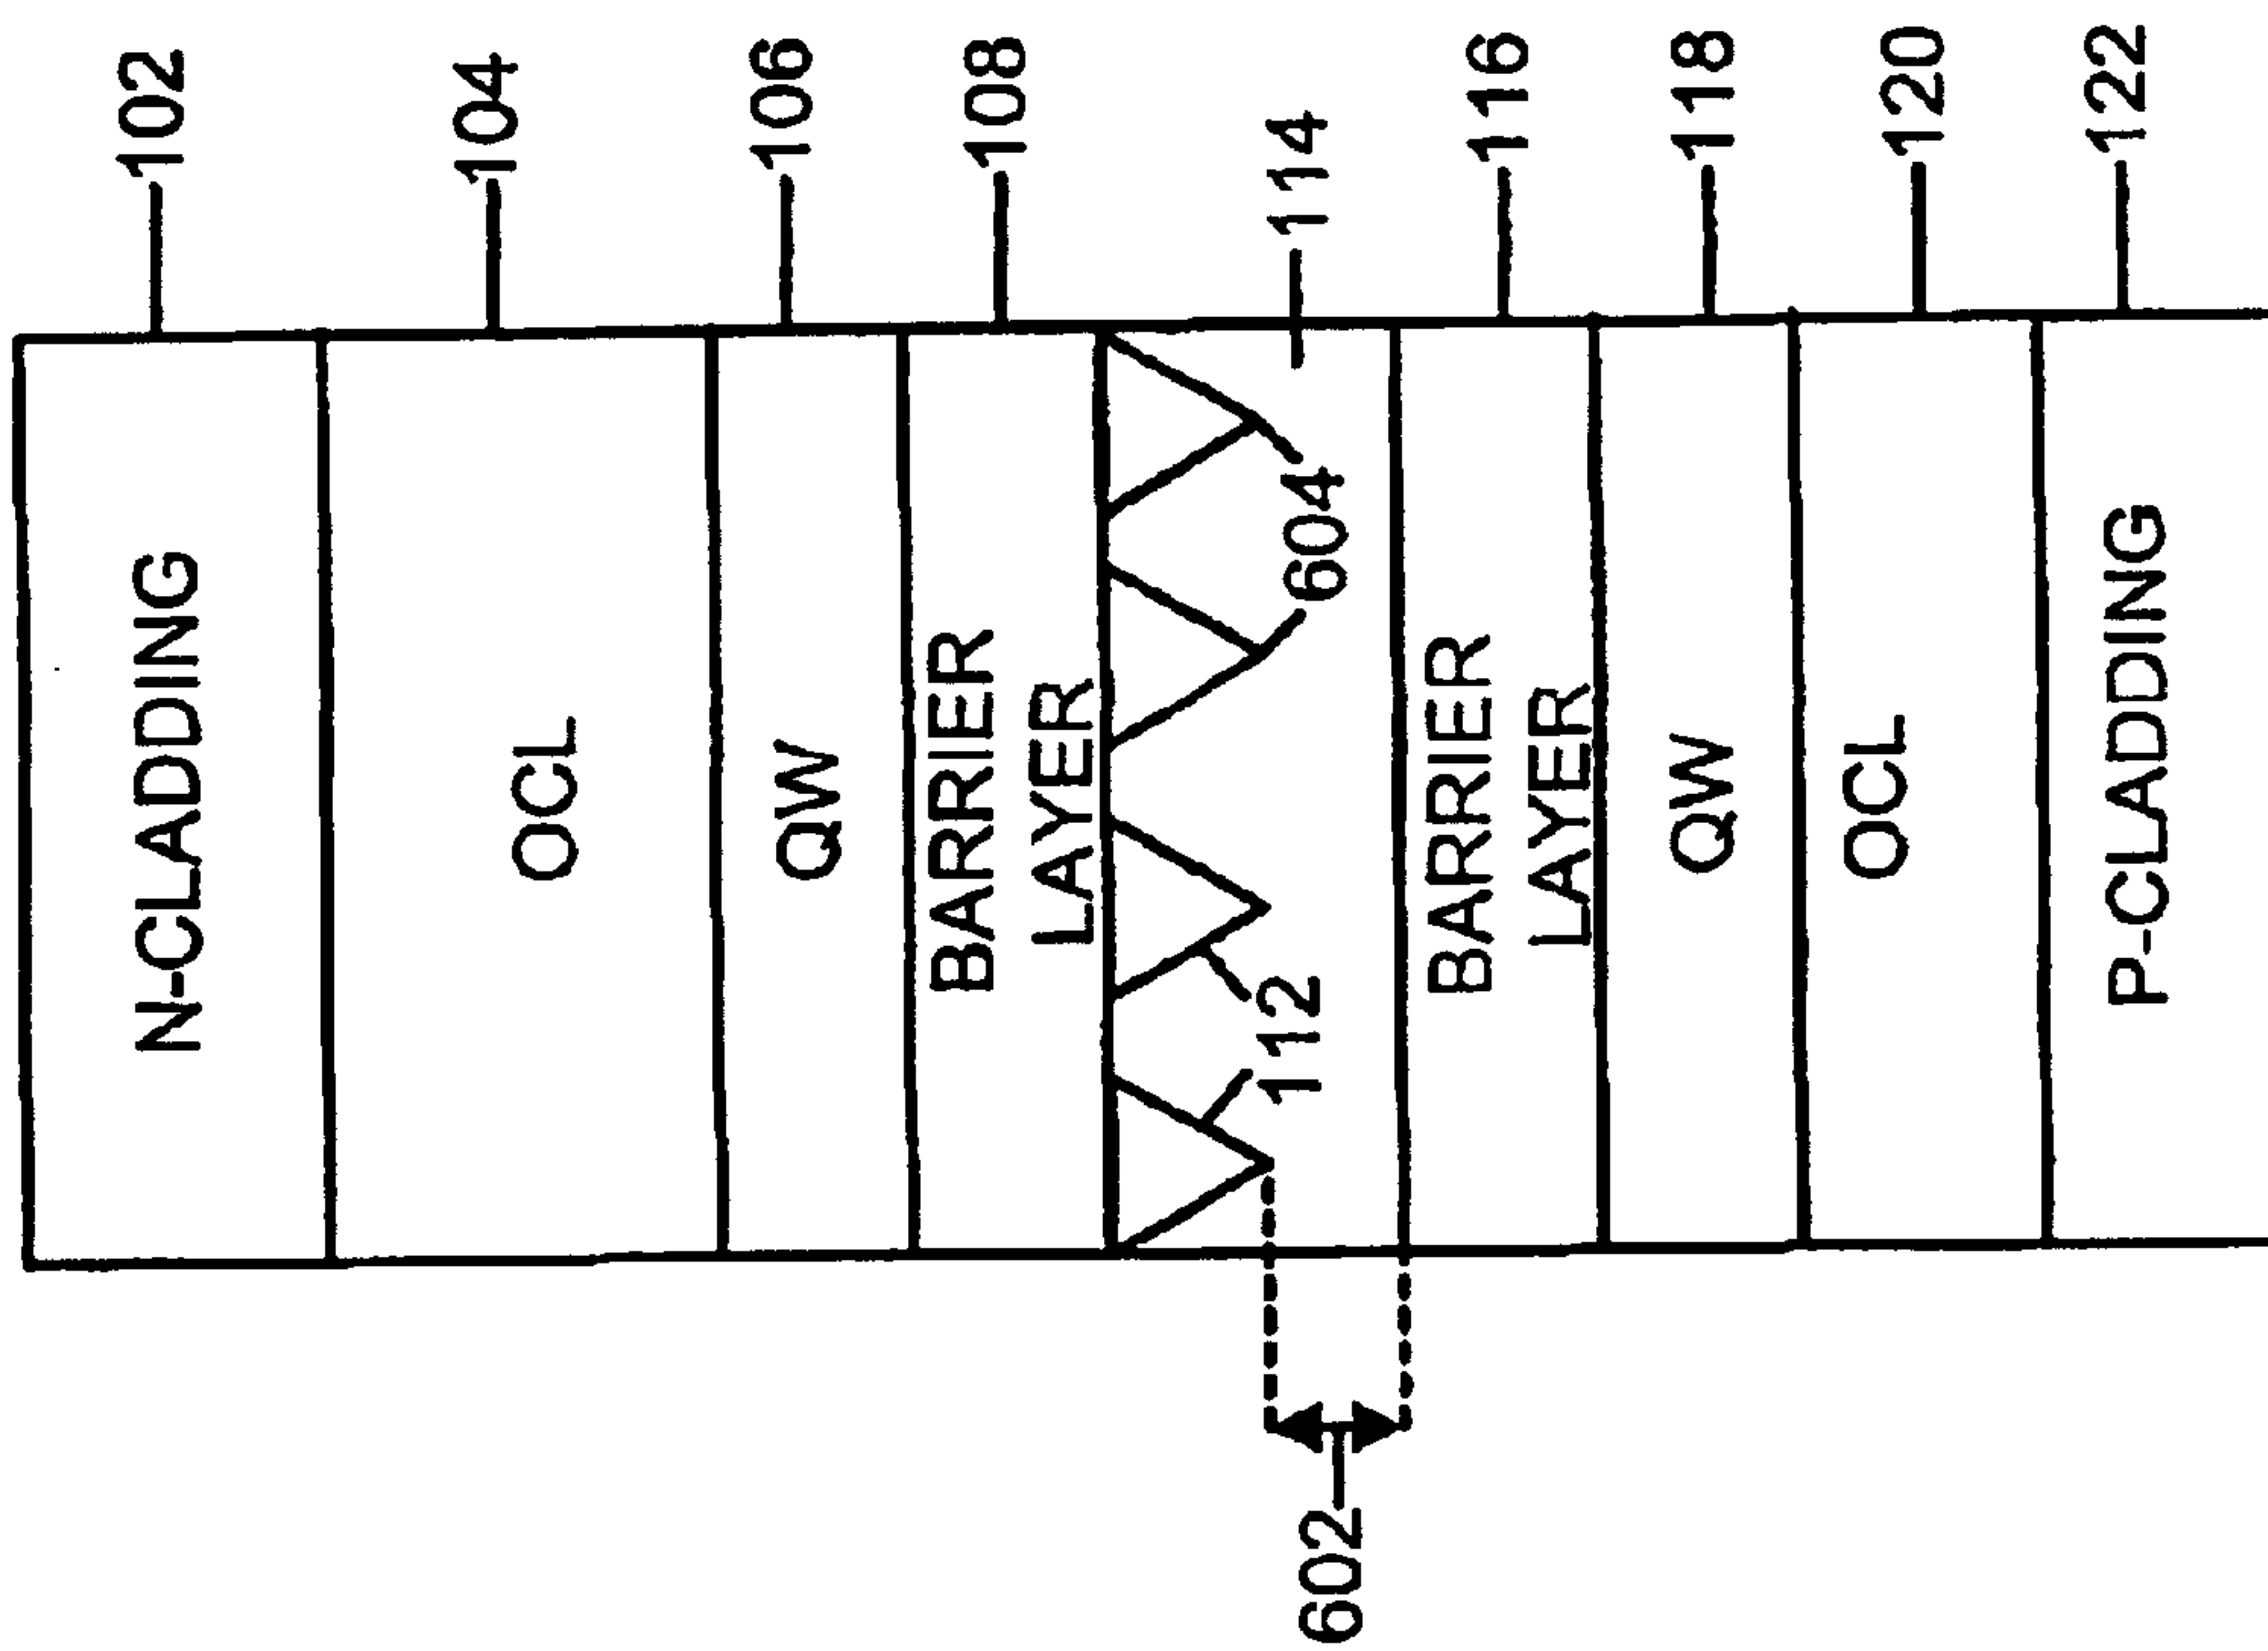 N-CLADDING
102
OCL
104
QW
106
BARRIER
LAYER
108
112
604
114
602
BARRIER
LAYER
116
QW
118
OCL
120
P-CLADDING
122